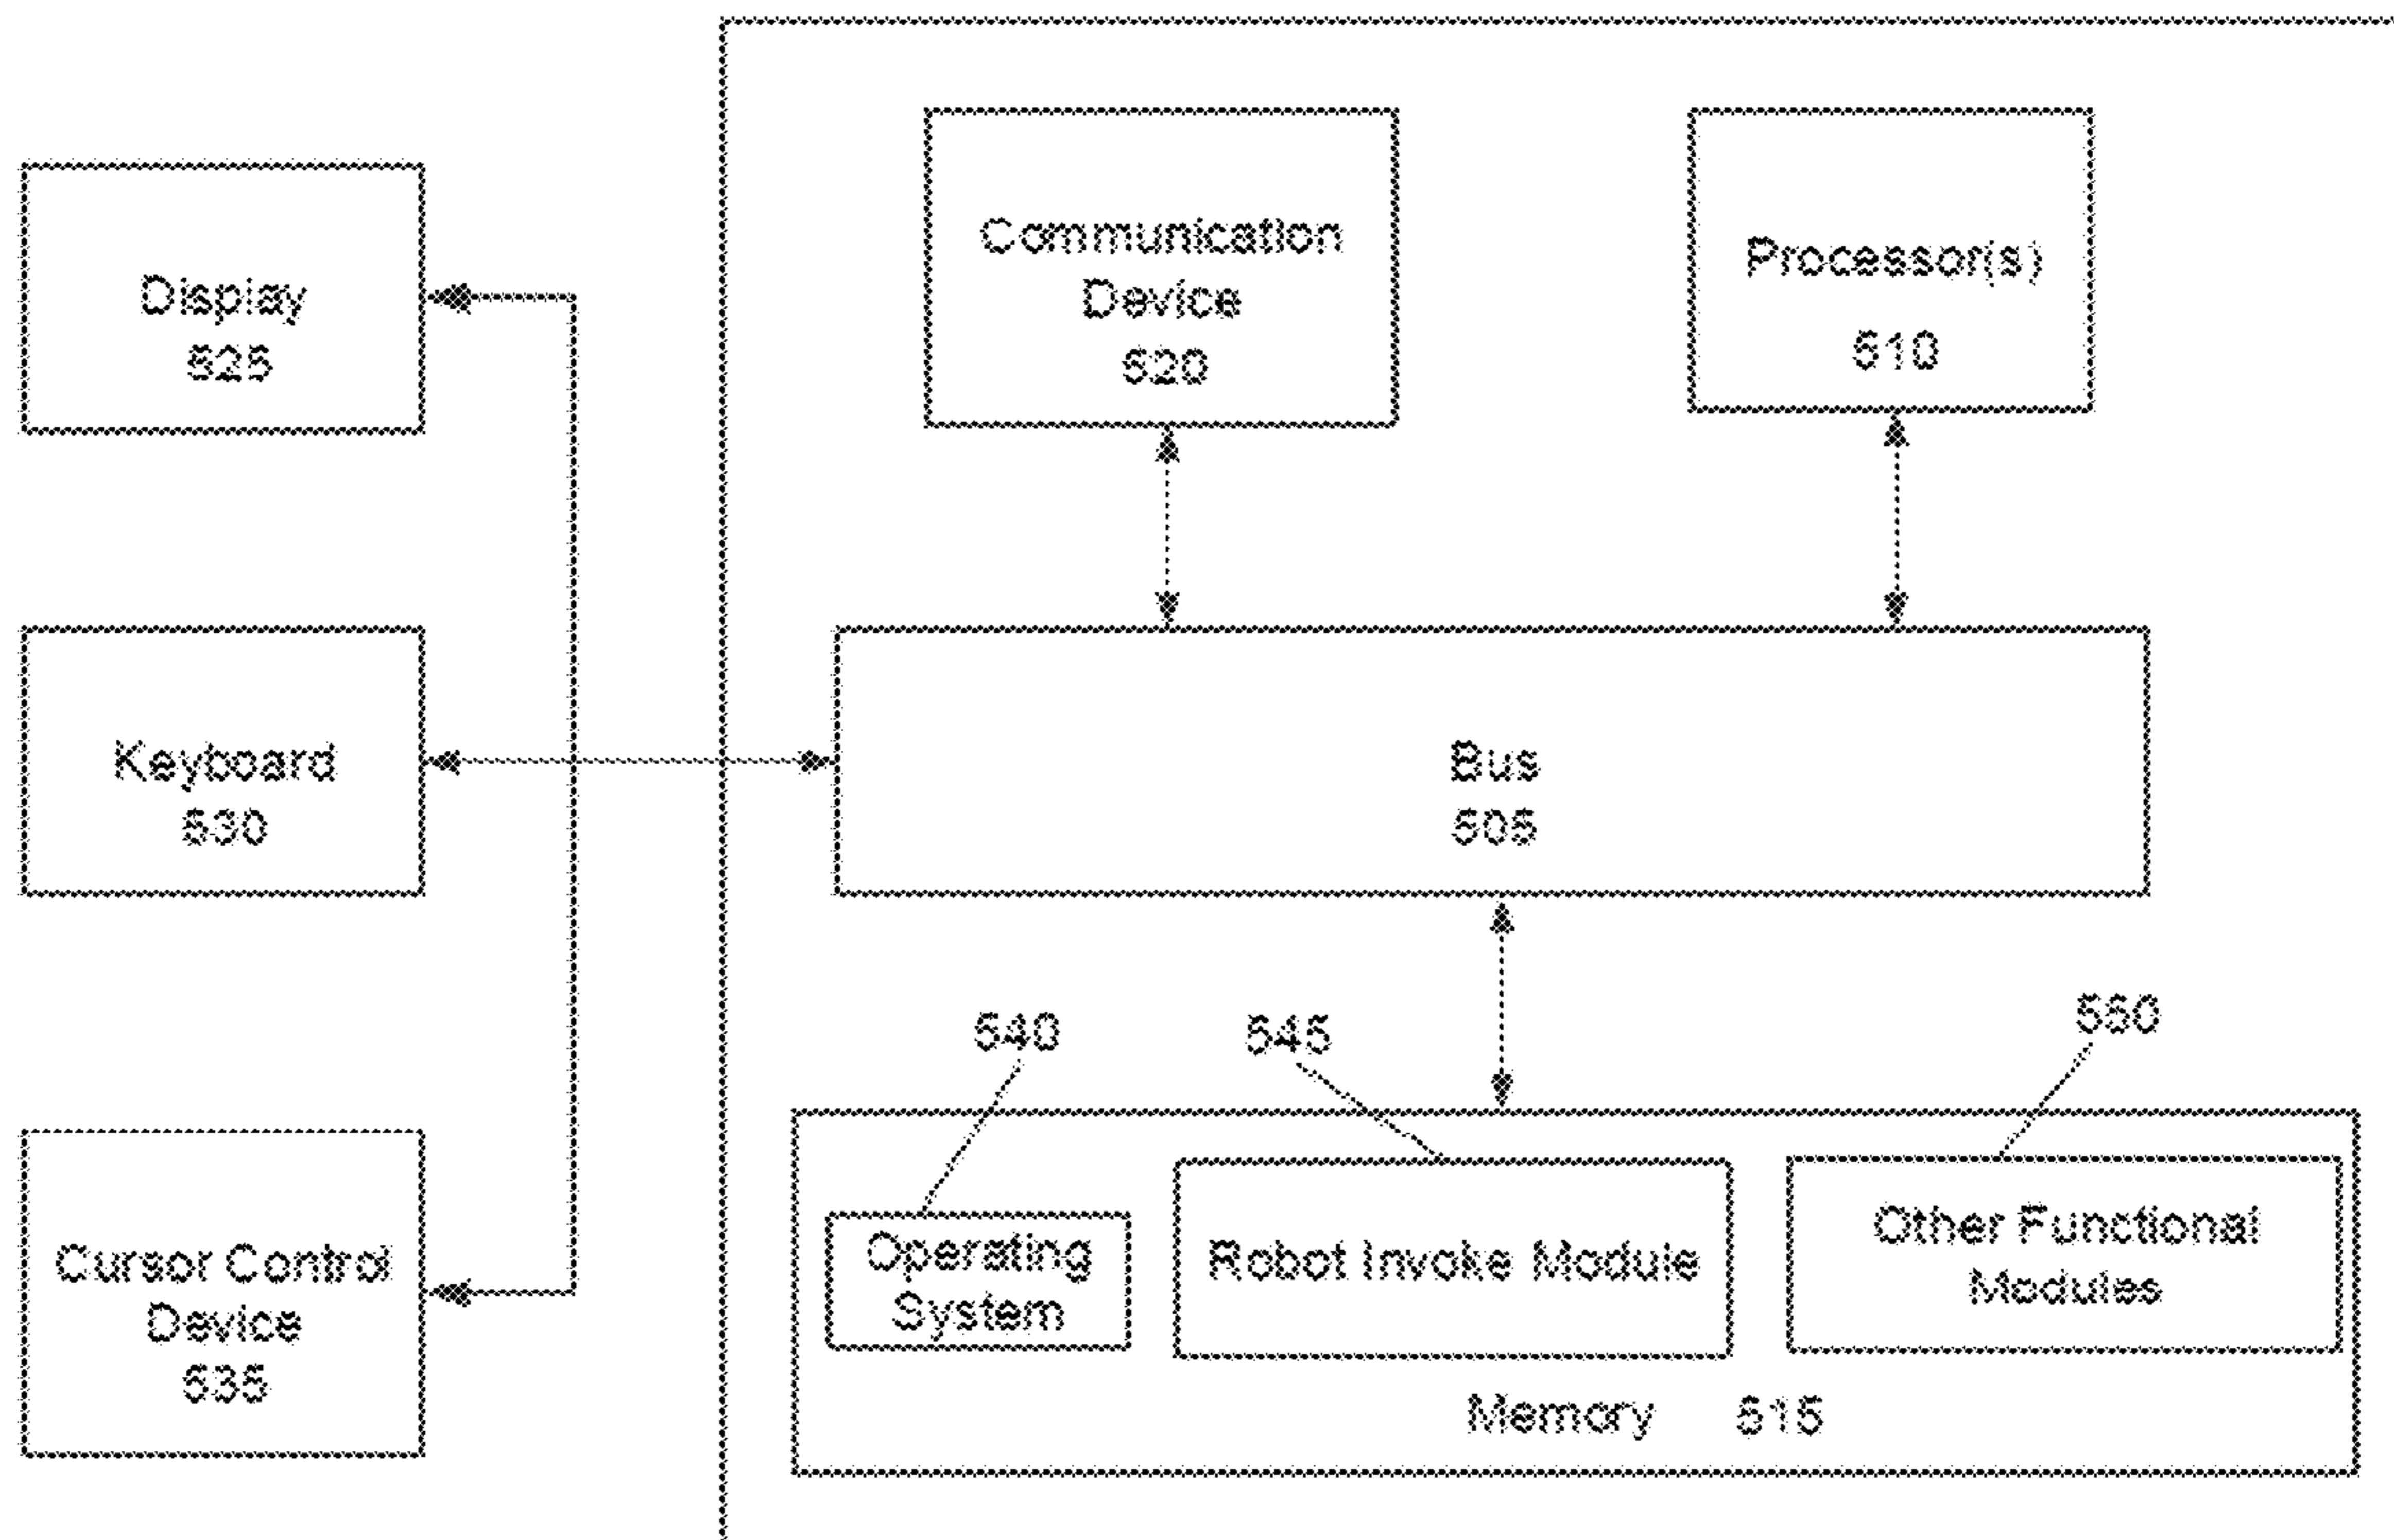 Display
525
Communication
Device
520
Processor(s)
510
Keyboard
530
Bus
505
540
545
550
Cursor Control
Device
535
Operating
System
Robot Invoke Module
Other Functional
Modules
Memory 515